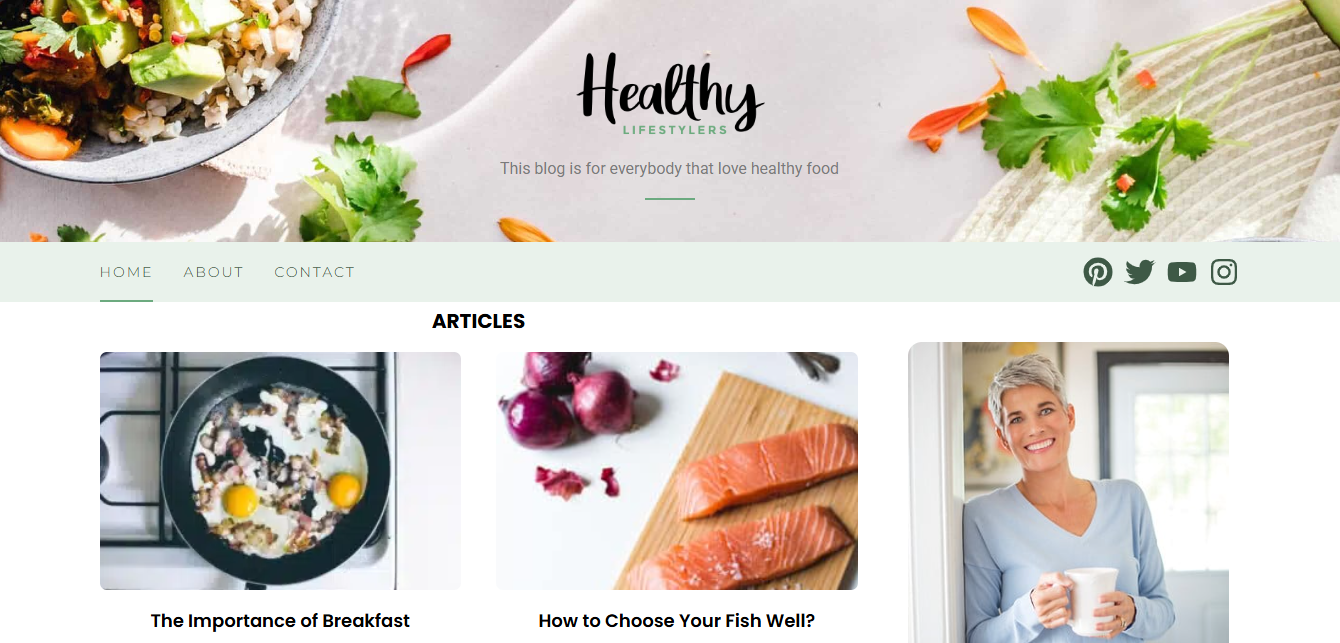 Healthy
LIFESTYLERS
This blog is for everybody that love healthy food
HOME ABOUT CONTACT
ARTICLES
The Importance of Breakfast
How to Choose Your Fish Well?